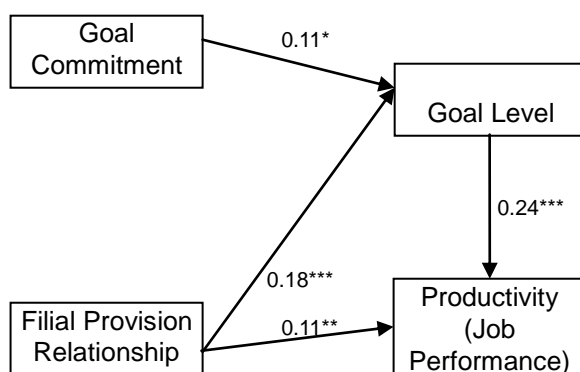 Goal
Commitment
0.11*
Goal Level
0.24***
0.18***
Filial Provision
Relationship
0.11**
Productivity
(Job
Performance)